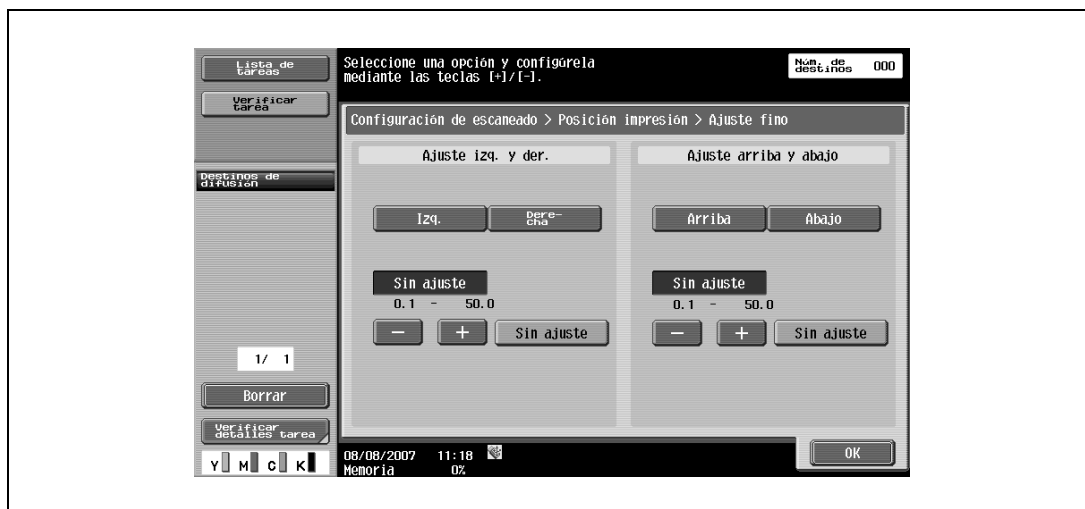 Lista de
tareas
Seleccione una opción y configúrela
mediante las teclas [+]/[-].
Núm. de
destinos 000
Verificar
tarea
Configuración de escaneado > Posición impresión > Ajuste fino
Ajuste izq. y der.
Ajuste arriba y abajo
Destinos de
difusión
Izq.
Dere-
cha
Arriba
Abajo
Sin ajuste
0.1 - 50.0
- + Sin ajuste
Sin ajuste
0.1 - 50.0
- + Sin ajuste
1/ 1
Borrar
Verificar
detalles tarea
Y M C K
08/08/2007 11:18
Memoria 0%
OK